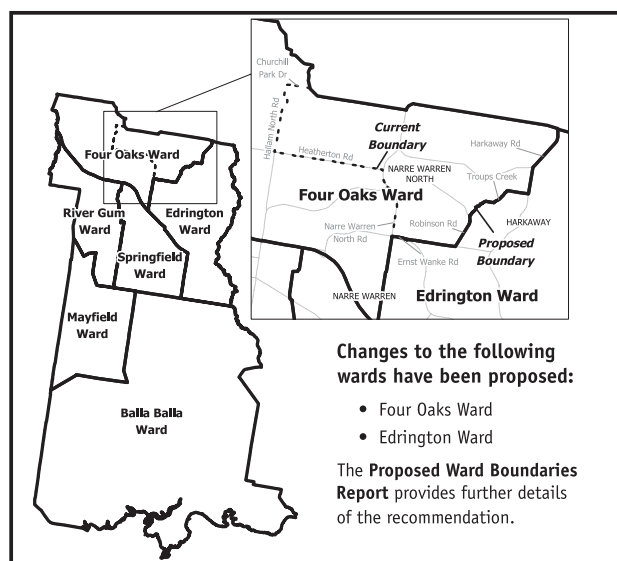 Churchill
Park Dr
Hallam North Rd
Current
Boundary
Heatherton Rd
Harkaway Rd
NARRE WARREN
NORTH
Troups Creek
Four Oaks Ward
Narre Warren
North Rd
Robinson Rd
HARKAWAY
Proposed
Boundary
Ernst Wanke Rd
NARRE WARREN
Edrington Ward
Four Oaks Ward
River Gum
Ward
Edrington
Ward
Springfield
Ward
Mayfield
Ward
Balla Balla
Ward
Changes to the following
wards have been proposed:
• Four Oaks Ward
• Edrington Ward
The Proposed Ward Boundaries
Report provides further details
of the recommendation.